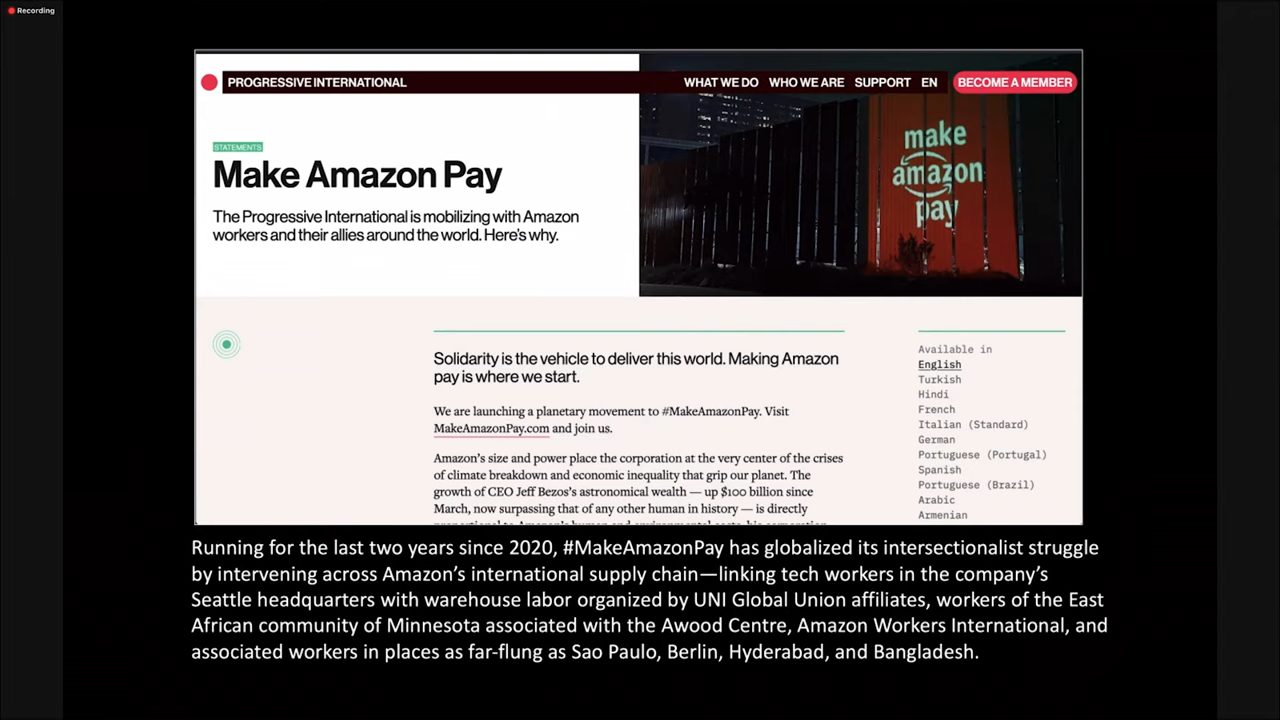 Recording
PROGRESSIVE INTERNATIONAL
WHAT WE DO WHO WE ARE SUPPORT EN BECOME A MEMBER
STATEMENTS
Make Amazon Pay
The Progressive International is mobilizing with Amazon
workers and their allies around the world. Here's why.
make
amazon
pay
Solidarity is the vehicle to deliver this world. Making Amazon
pay is where we start.
We are launching a planetary movement to #MakeAmazonPay. Visit
MakeAmazonPay.com and join us.
Amazon's size and power place the corporation at the very center of the crises
of climate breakdown and economic inequality that grip our planet. The
growth of CEO Jeff Bezos's astronomical wealth — up $100 billion since
March, now surpassing that of any other human in history — is directly
Available in
English
Turkish
Hindi
French
Italian (Standard)
German
Portuguese (Portugal)
Spanish
Portuguese (Brazil)
Arabic
Armenian
Running for the last two years since 2020, #MakeAmazonPay has globalized its intersectionalist struggle
by intervening across Amazon's international supply chain—linking tech workers in the company's
Seattle headquarters with warehouse labor organized by UNI Global Union affiliates, workers of the East
African community of Minnesota associated with the Awood Centre, Amazon Workers International, and
associated workers in places as far-flung as Sao Paulo, Berlin, Hyderabad, and Bangladesh.